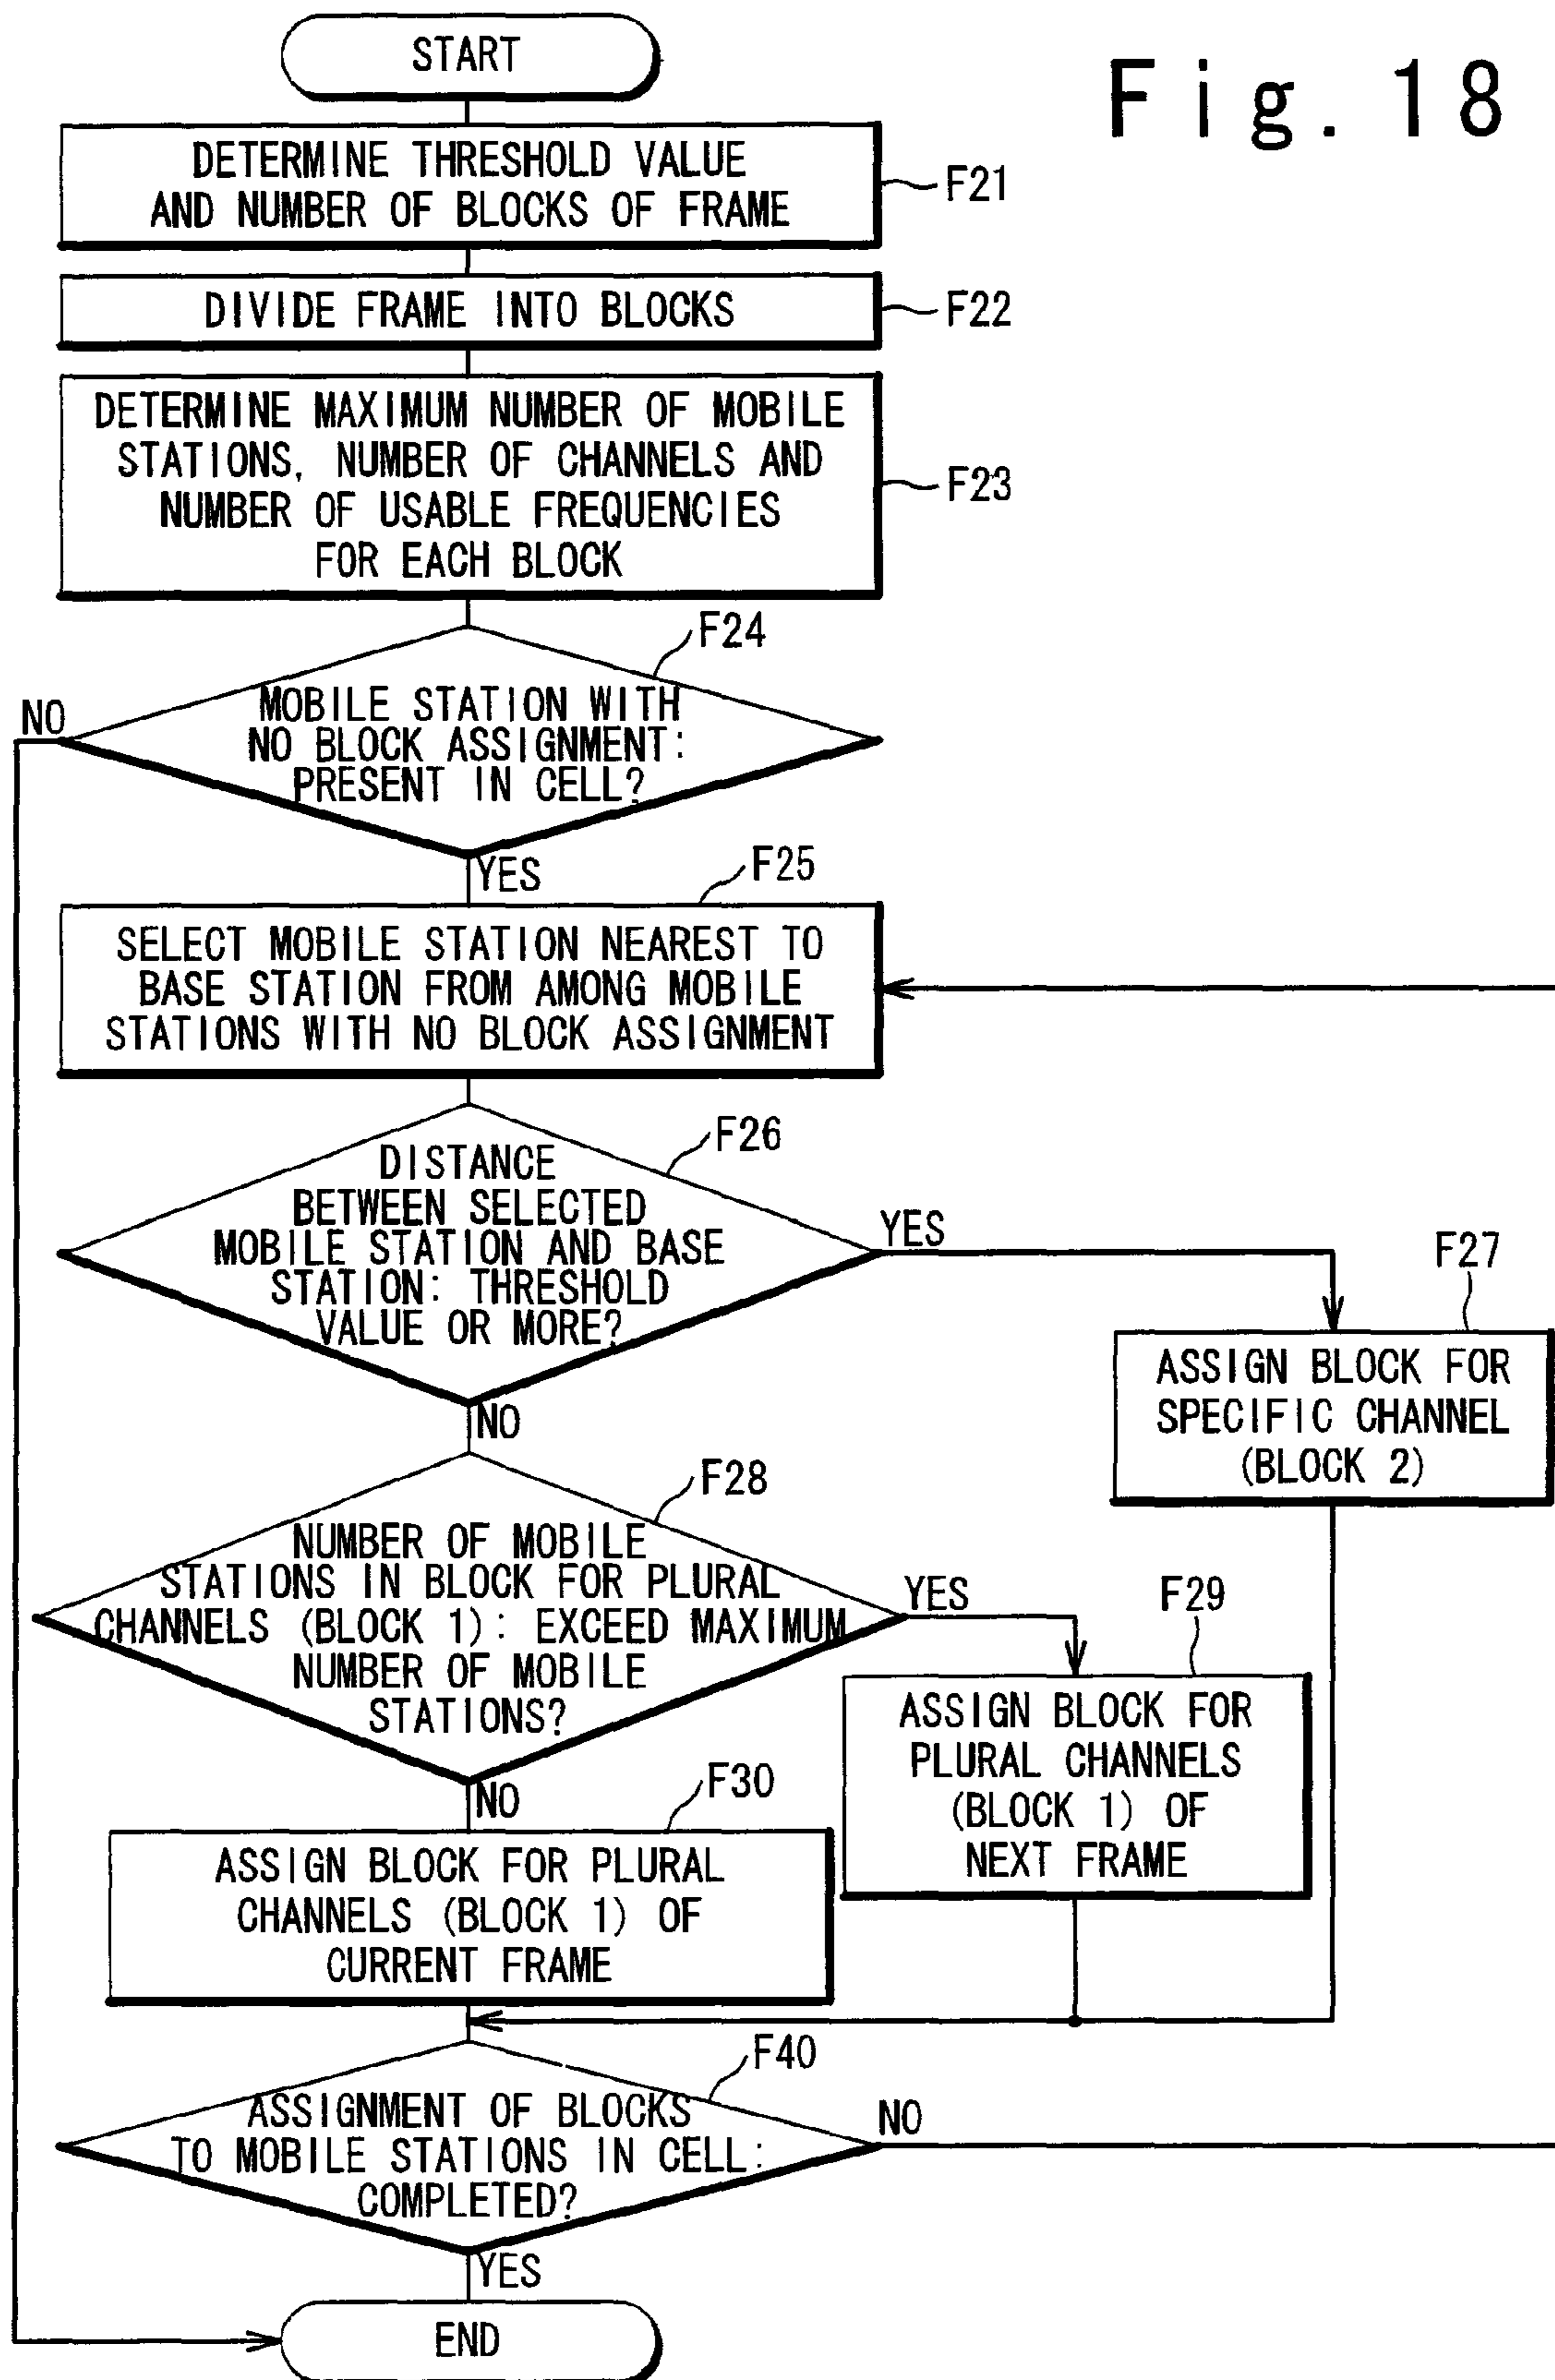 START
Fig. 18
DETERMINE THRESHOLD VALUE
AND NUMBER OF BLOCKS OF FRAME
F21
DIVIDE FRAME INTO BLOCKS
F22
DETERMINE MAXIMUM NUMBER OF MOBILE
STATIONS, NUMBER OF CHANNELS AND
NUMBER OF USABLE FREQUENCIES
FOR EACH BLOCK
F23
F24
MOBILE STATION WITH
NO BLOCK ASSIGNMENT:
PRESENT IN CELL?
NO
YES
F25
SELECT MOBILE STATION NEAREST TO
BASE STATION FROM AMONG MOBILE
STATIONS WITH NO BLOCK ASSIGNMENT
F26
DISTANCE
BETWEEN SELECTED
MOBILE STATION AND BASE
STATION: THRESHOLD
VALUE OR MORE?
YES
NO
F27
ASSIGN BLOCK FOR
SPECIFIC CHANNEL
(BLOCK 2)
F28
NUMBER OF MOBILE
STATIONS IN BLOCK FOR PLURAL
CHANNELS (BLOCK 1): EXCEED MAXIMUM
NUMBER OF MOBILE
STATIONS?
YES
NO
F29
ASSIGN BLOCK FOR
PLURAL CHANNELS
(BLOCK 1) OF
NEXT FRAME
F30
ASSIGN BLOCK FOR PLURAL
CHANNELS (BLOCK 1) OF
CURRENT FRAME
F40
ASSIGNMENT OF BLOCKS
TO MOBILE STATIONS IN CELL:
COMPLETED?
NO
YES
END